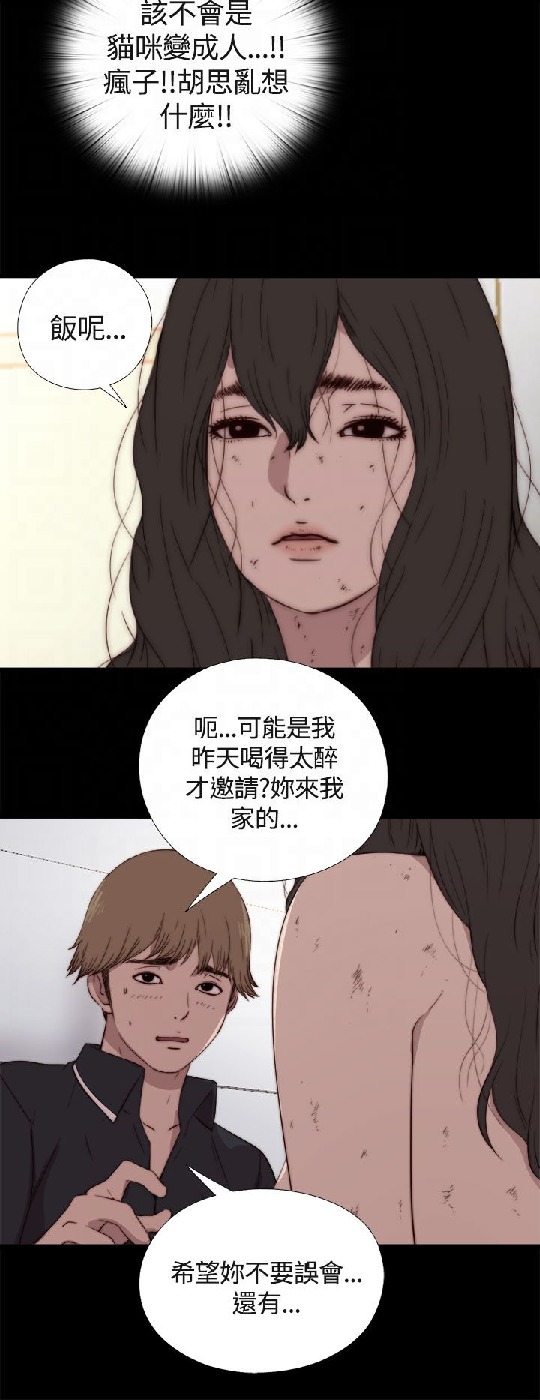 該不會是
貓咪變成人...!!
瘋子!!胡思亂想
什麼!!
飯呢...
呃...可能是我
昨天喝得太醉
才邀請?妳來我
家的...
希望妳不要誤會...
還有...